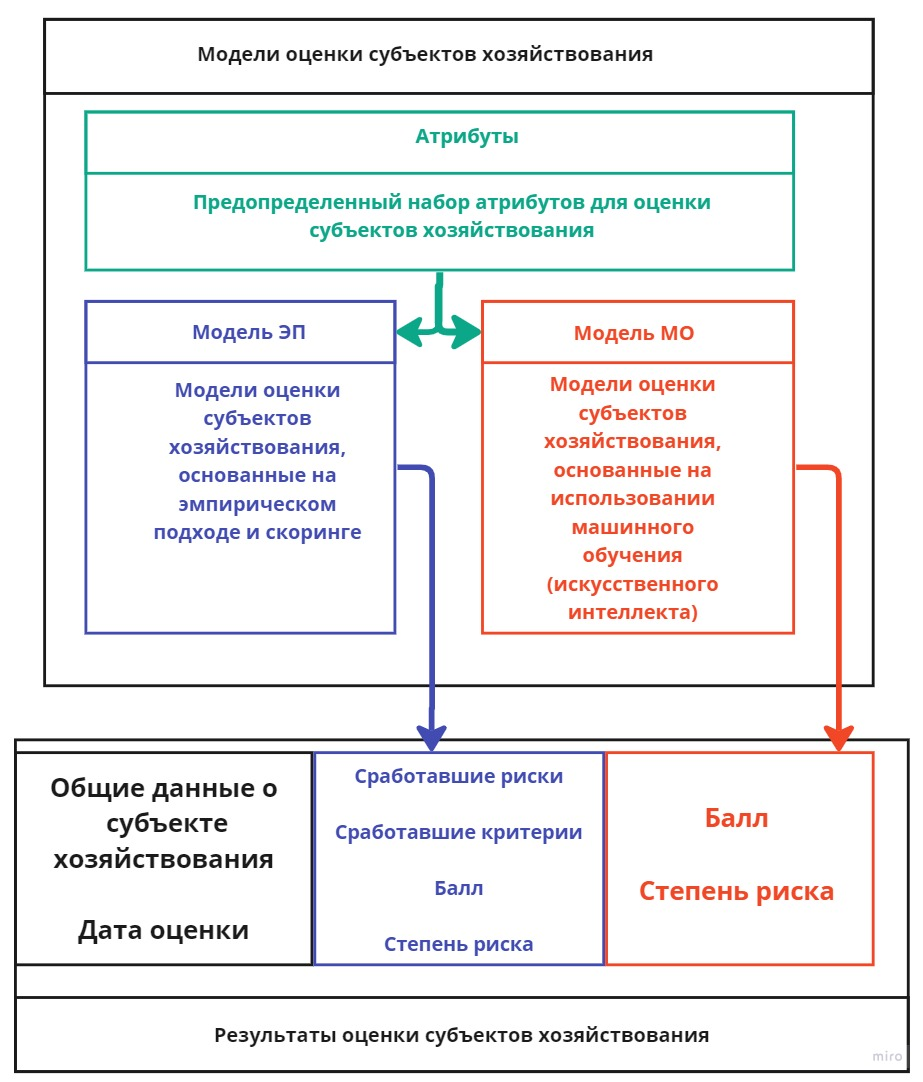 Модели оценки субъектов хозяйствования
Атрибуты
Предопределенный набор атрибутов для оценки
субъектов хозяйствования
Модель ЭП
Модели оценки
субъектов
хозяйствования,
основанные на
эмпирическом
подходе и скоринге
Модель МО
Модели оценки
субъектов
хозяйствования,
основанные на
использовании
машинного
обучения
(искусственного
интеллекта)
Общие данные о
субъекте
хозяйствования
Дата оценки
Сработавшие риски
Сработавшие критерии
Балл
Степень риска
Балл
Степень риска
Результаты оценки субъектов хозяйствования
miro